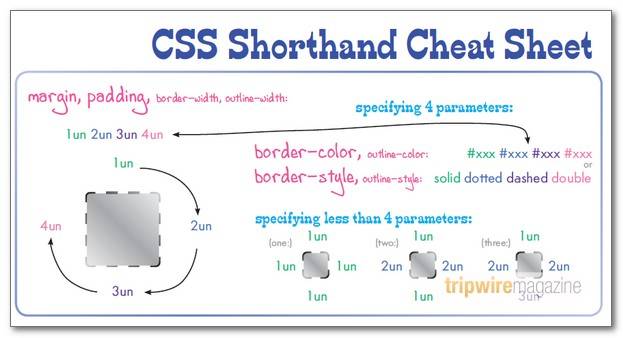 CSS Shorthand Cheat Sheet
margin, padding, border-width, outline-width:
specifying 4 parameters:
1un 2un 3un 4un
1un
4un
2un
3un
border-color, outline-color:
#xxx #xxx #xxx #xxx
or
border-style, outline-style:
solid dotted dashed double
specifying less than 4 parameters:
(one:)
1un
1un
1un
1un
(two:)
1un
2un
2un
1un
(three:)
1un
2un
2un
3un
tripwiremagazine